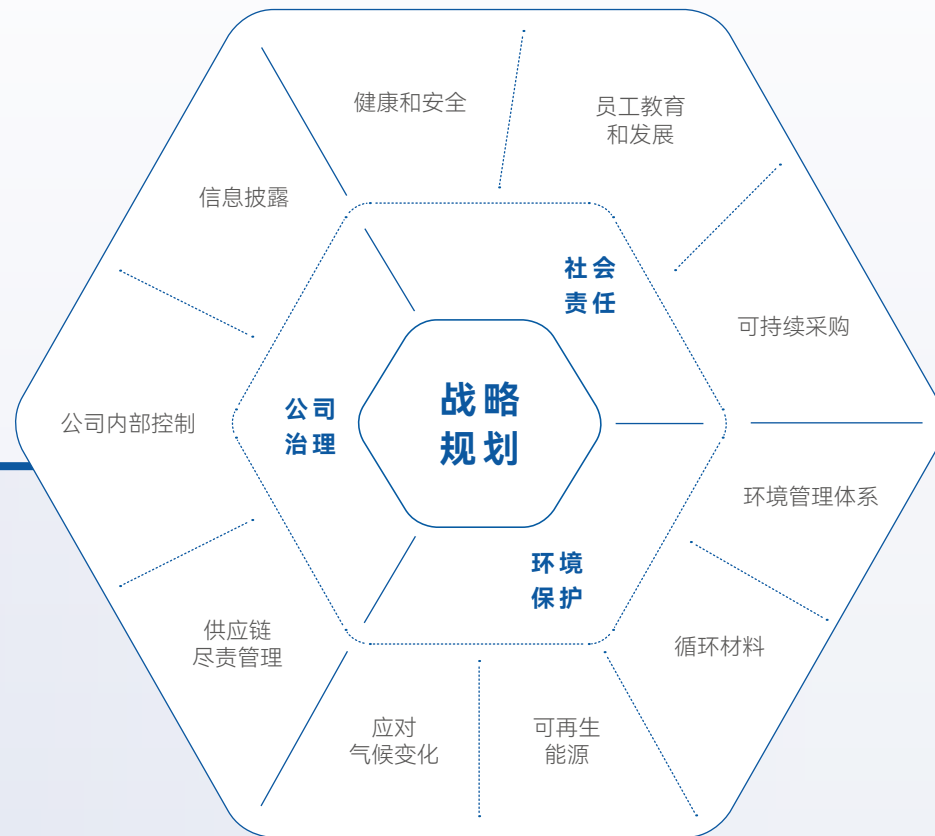 健康和安全
员工教育
和发展
信息披露
社会
责任
可持续采购
战略
规划
公司
治理
公司内部控制
环境管理体系
环境
保护
供应链
尽责管理
循环材料
应对
气候变化
可再生
能源